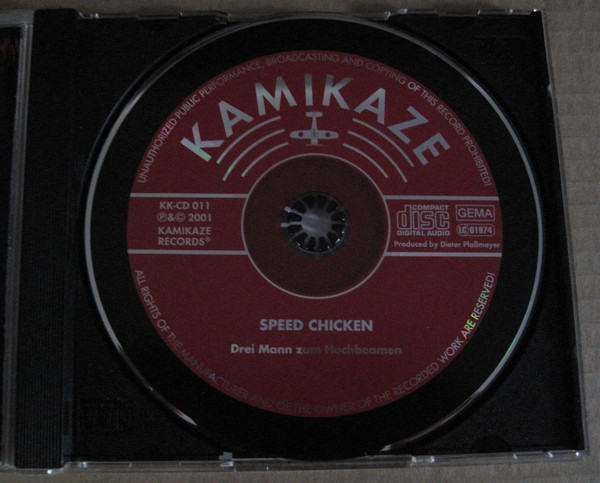 UNAUTHORIZED PUBLIC PERFORMANCE, BROADCASTING AND COPYING OF THIS RECORD PROHIBITED!
KAMIKAZE
KK-CD 011
℗&© 2001
KAMIKAZE
RECORDS®
COMPACT
disc
DIGITAL AUDIO
GEMA
LC 01974
Produced by Dieter Plaßmeyer
SPEED CHICKEN
Drei Mann zum Hochbeamen
ALL RIGHTS OF THE MANUFACTURER AND OF THE OWNER OF THE RECORDED WORK ARE RESERVED!